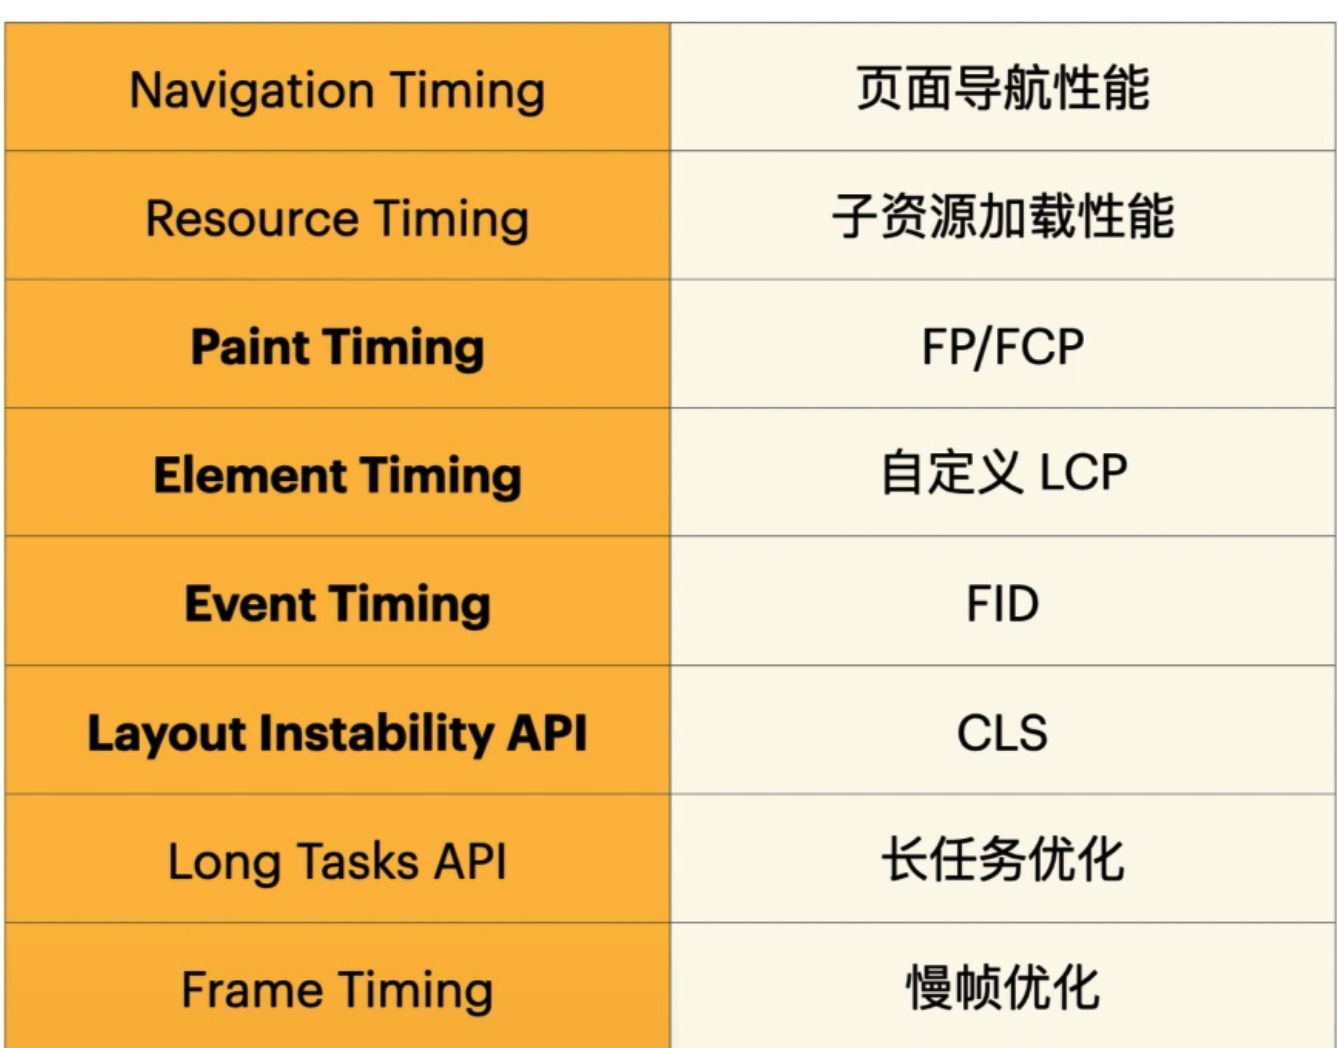 Navigation Timing
页面导航性能
Resource Timing
子资源加载性能
Paint Timing
FP/FCP
Element Timing
自定义 LCP
Event Timing
FID
Layout Instability API
CLS
Long Tasks API
长任务优化
Frame Timing
慢帧优化